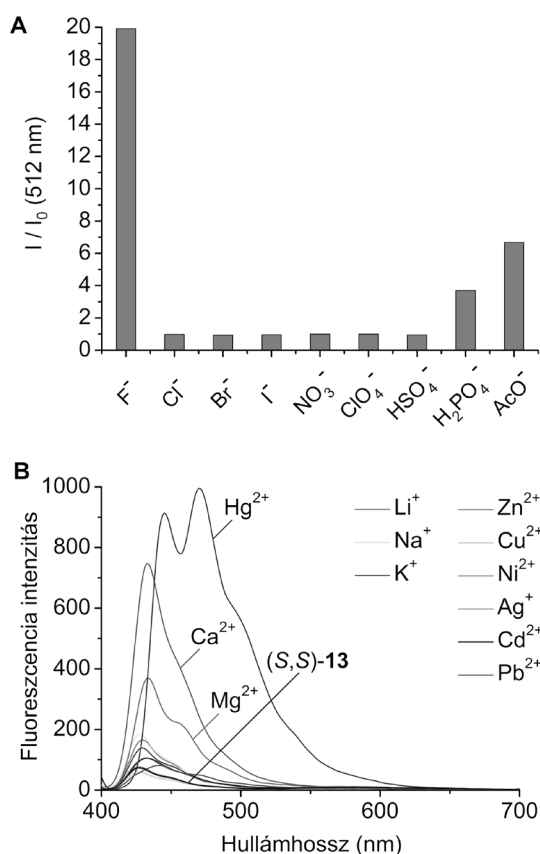 A
I / I₀ (512 nm)
20
18
16
14
12
10
8
6
4
2
0
F⁻
Cl⁻
Br⁻
I⁻
NO₃⁻
ClO₄⁻
HSO₄⁻
H₂PO₄⁻
AcO⁻
B
Fluoreszcencia intenzitás
1000
800
600
400
200
0
Hg²⁺
Ca²⁺
Mg²⁺
(S,S)-13
Li⁺
Na⁺
K⁺
Zn²⁺
Cu²⁺
Ni²⁺
Ag⁺
Cd²⁺
Pb²⁺
400
500
600
700
Hullámhossz (nm)